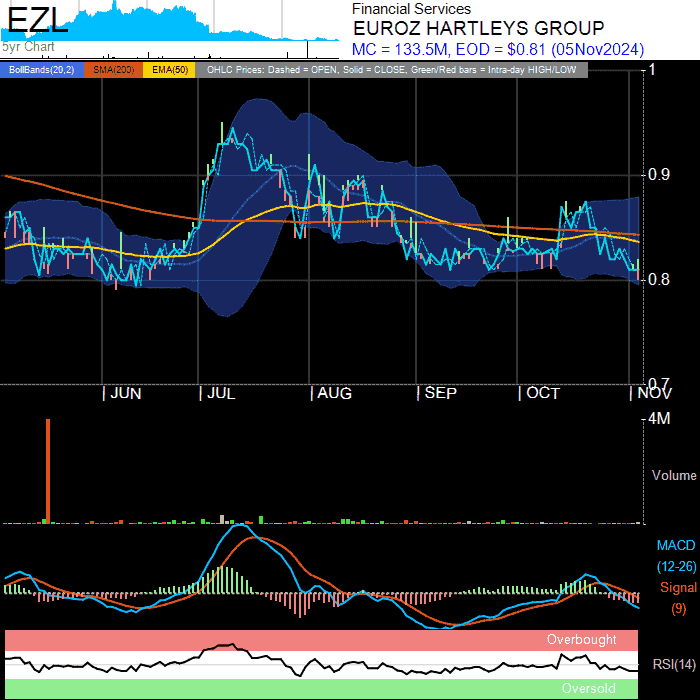 EZL
5yr Chart
Financial Services
EUROZ HARTLEYS GROUP
MC = 133.5M, EOD = $0.81 (05Nov2024)
BollBands(20,2) SMA(200) EMA(50) OHLC Prices: Dashed = OPEN, Solid = CLOSE, Green/Red bars = Intra-day HIGH/LOW
1
0.9
0.8
0.7
JUN JUL AUG SEP OCT NOV
4M
Volume
MACD
(12-26)
Signal
(9)
Overbought
RSI(14)
Oversold